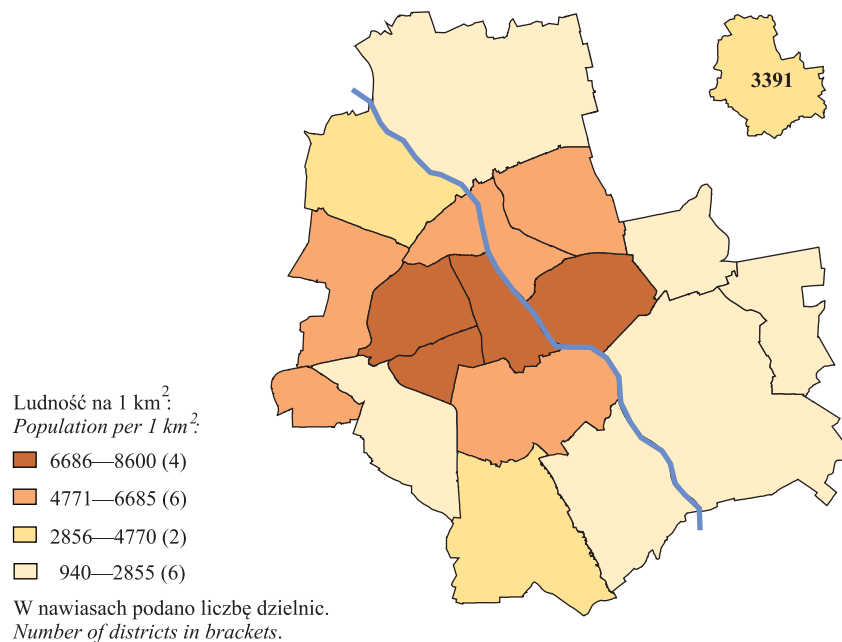 3391
Ludność na 1 km²:
Population per 1 km²:
6686—8600 (4)
4771—6685 (6)
2856—4770 (2)
940—2855 (6)
W nawiasach podano liczbę dzielnic.
Number of districts in brackets.